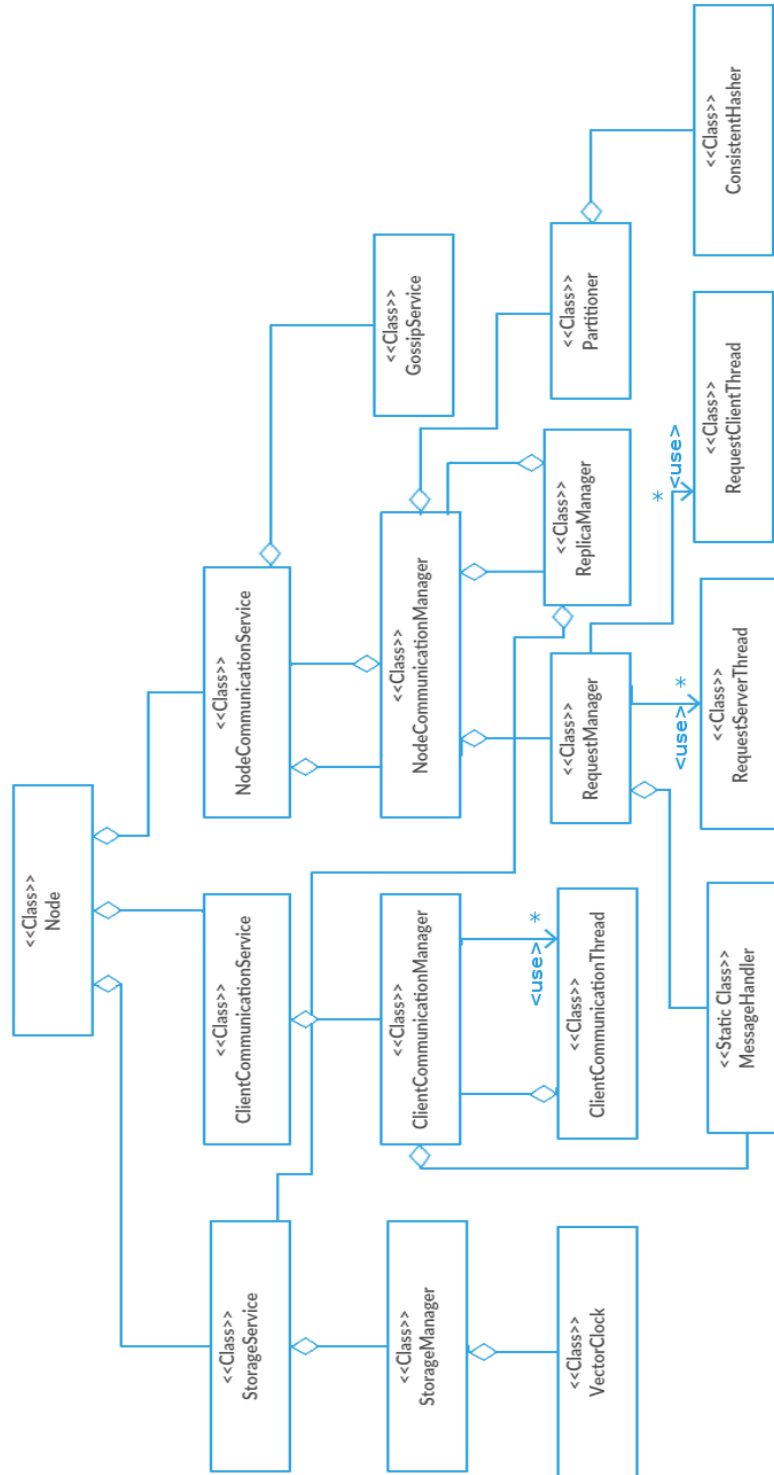 <<Class>>
Node
<<Class>>
StorageService
<<Class>>
ClientCommunicationService
<<Class>>
NodeCommunicationService
<<Class>>
StorageManager
<<Class>>
ClientCommunicationManager
<<Class>>
NodeCommunicationManager
<<Class>>
GossipService
<<Class>>
VectorClock
<use>
*
<<Class>>
ClientCommunicationThread
<<Class>>
RequestManager
<<Class>>
ReplicaManager
<<Class>>
Partitioner
<use>
*
*
<use>
<<Static Class>>
MessageHandler
<<Class>>
RequestServerThread
<<Class>>
RequestClientThread
<<Class>>
ConsistentHasher